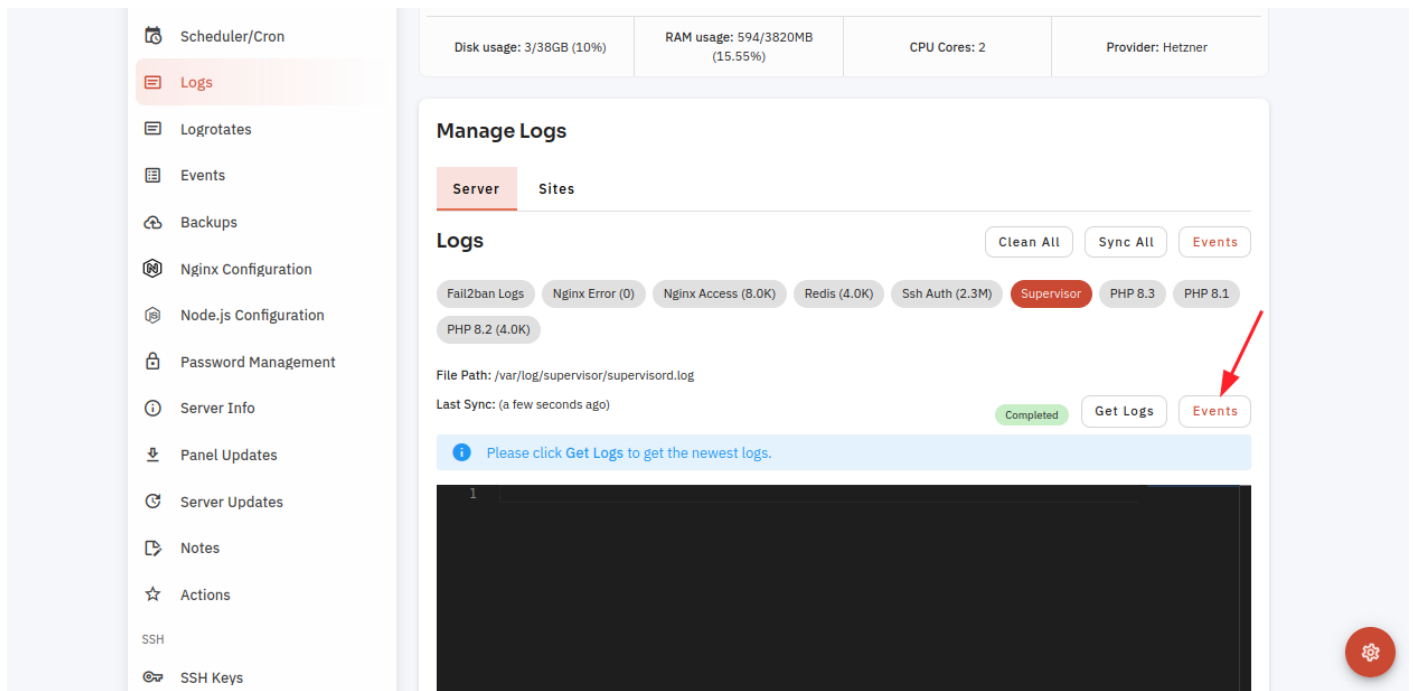 Scheduler/Cron
Logs
Logrotates
Events
Backups
Nginx Configuration
Node.js Configuration
Password Management
Server Info
Panel Updates
Server Updates
Notes
Actions
SSH
SSH Keys
Disk usage: 3/38GB (10%)
RAM usage: 594/3820MB
(15.55%)
CPU Cores: 2
Provider: Hetzner
Manage Logs
Server Sites
Logs Clean All Sync All Events
Fail2ban Logs Nginx Error (0) Nginx Access (8.0K) Redis (4.0K) Ssh Auth (2.3M) Supervisor PHP 8.3 PHP 8.1
PHP 8.2 (4.0K)
File Path: /var/log/supervisor/supervisord.log
Last Sync: (a few seconds ago) Completed Get Logs Events
Please click Get Logs to get the newest logs.
1